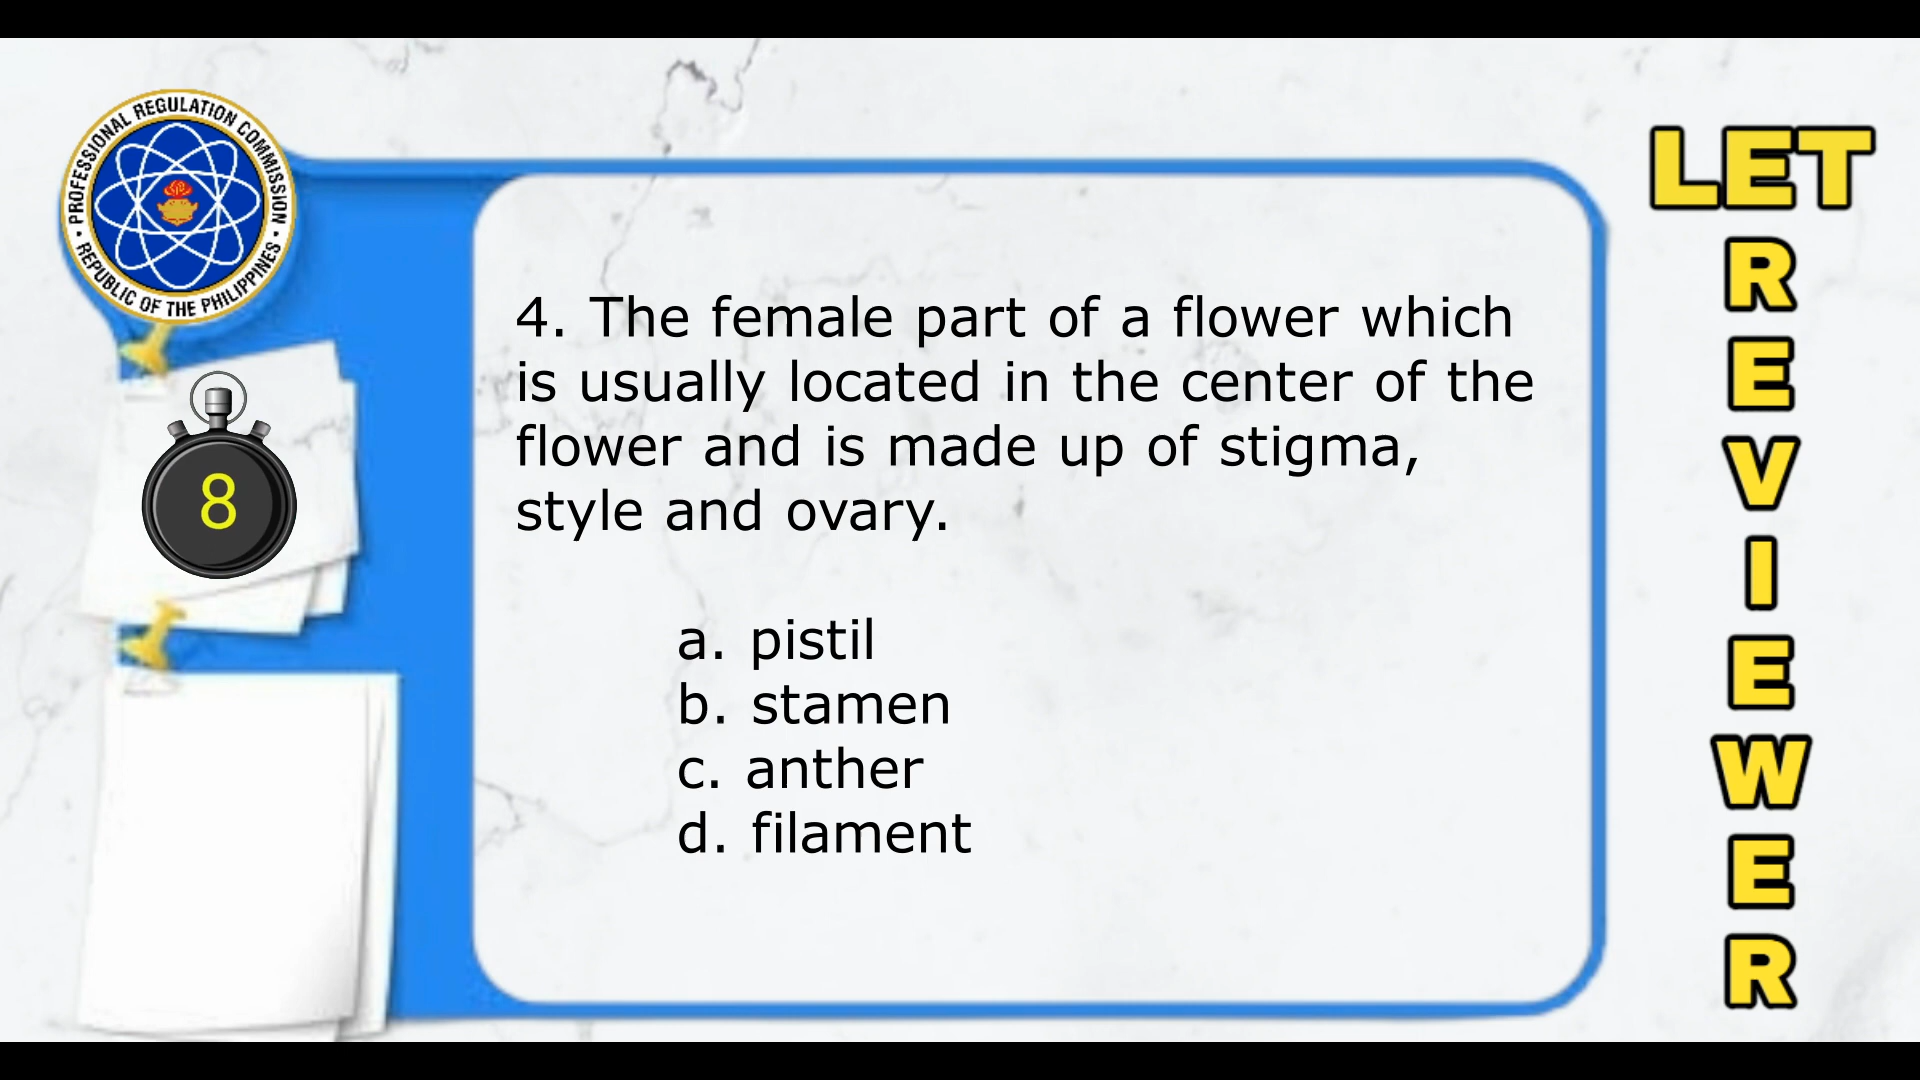 PROFESSIONAL REGULATION COMMISSION
REPUBLIC OF THE PHILIPPINES
8
4. The female part of a flower which
is usually located in the center of the
flower and is made up of stigma,
style and ovary.
a. pistil
b. stamen
c. anther
d. filament
LET
R
E
V
I
E
W
E
R